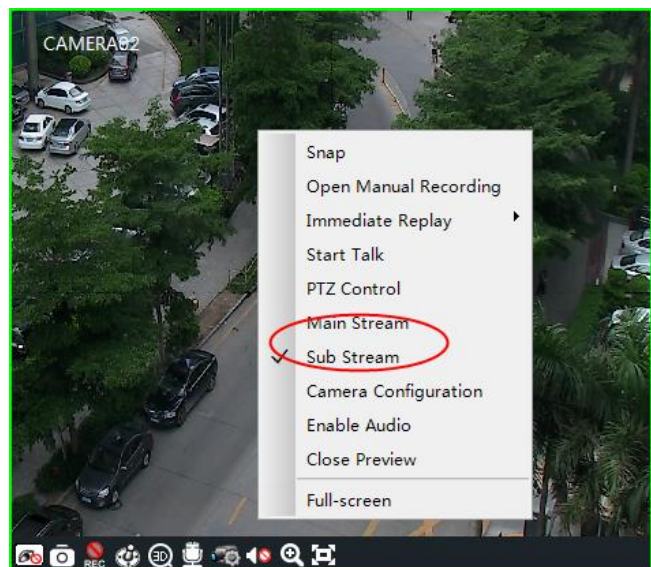 CAMERA02
Snap
Open Manual Recording
Immediate Replay
Start Talk
PTZ Control
Main Stream
Sub Stream
Camera Configuration
Enable Audio
Close Preview
Full-screen
REC
3D